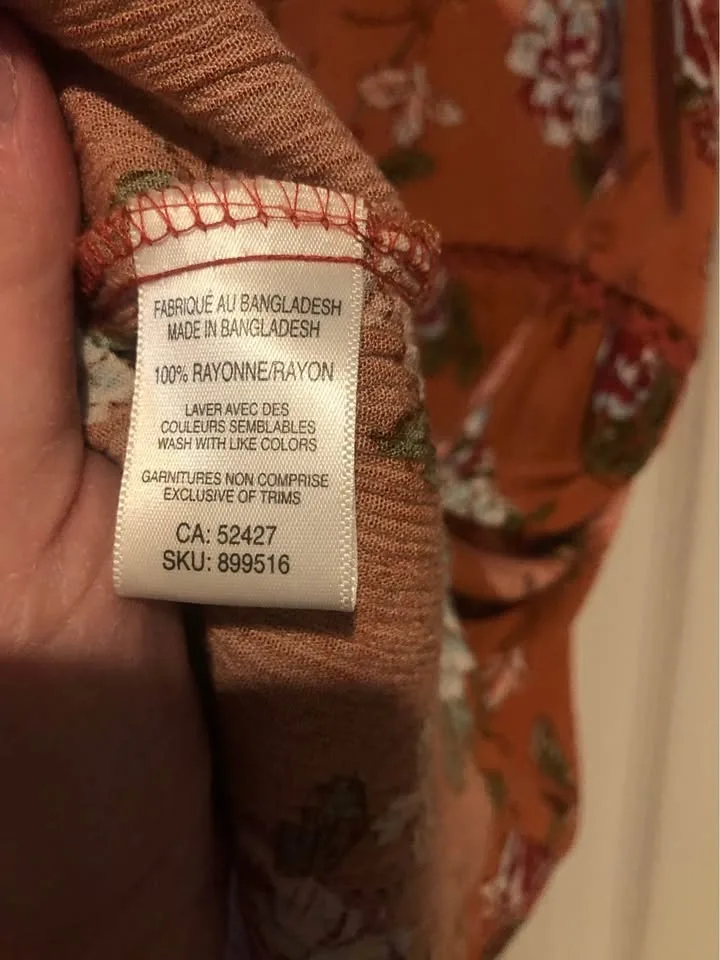 FABRIQUÉ AU BANGLADESH
MADE IN BANGLADESH
100% RAYONNE/RAYON
LAVER AVEC DES
COULEURS SEMBLABLES
WASH WITH LIKE COLORS
GARNITURES NON COMPRISE
EXCLUSIVE OF TRIMS
CA: 52427
SKU: 899516